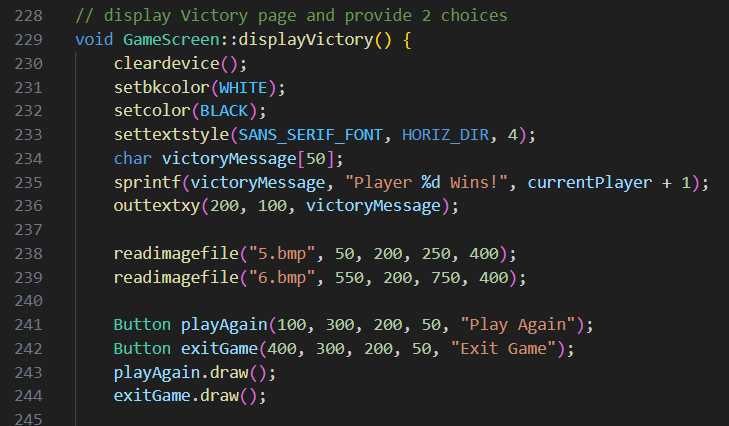 228 // display Victory page and provide 2 choices
229 void GameScreen::displayVictory() {
230 cleardevice();
231 setbkcolor(WHITE);
232 setcolor(BLACK);
233 settextstyle(SANS_SERIF_FONT, HORIZ_DIR, 4);
234 char victoryMessage[50];
235 sprintf(victoryMessage, "Player %d Wins!", currentPlayer + 1);
236 outtextxy(200, 100, victoryMessage);
237
238 readimagefile("5.bmp", 50, 200, 250, 400);
239 readimagefile("6.bmp", 550, 200, 750, 400);
240
241 Button playAgain(100, 300, 200, 50, "Play Again");
242 Button exitGame(400, 300, 200, 50, "Exit Game");
243 playAgain.draw();
244 exitGame.draw();
245